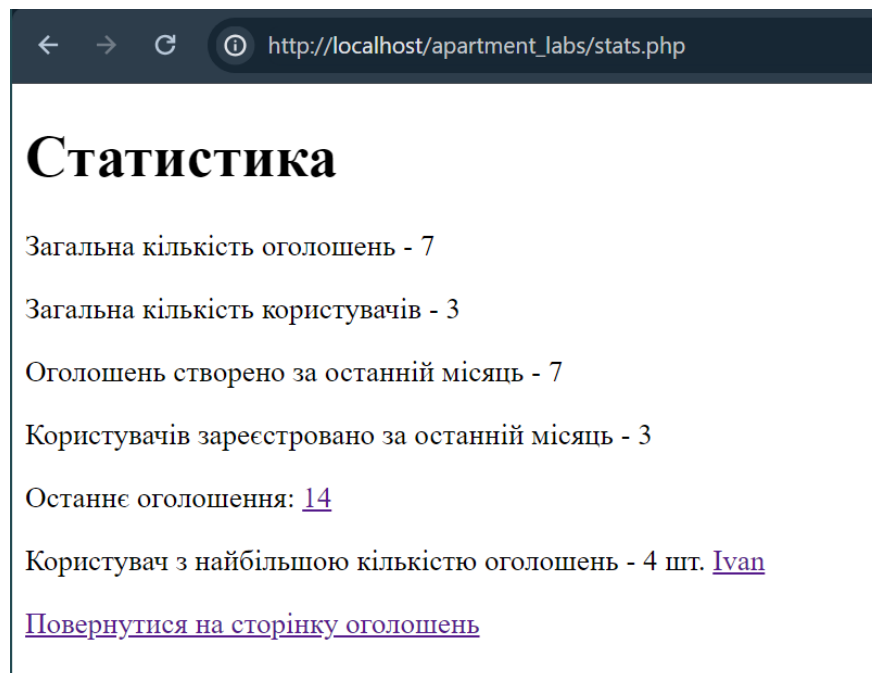 http://localhost/apartment_labs/stats.php
Статистика
Загальна кількість оголошень - 7
Загальна кількість користувачів - 3
Оголошень створено за останній місяць - 7
Користувачів зареєстровано за останній місяць - 3
Останнє оголошення: 14
Користувач з найбільшою кількістю оголошень - 4 шт. Ivan
Повернутися на сторінку оголошень